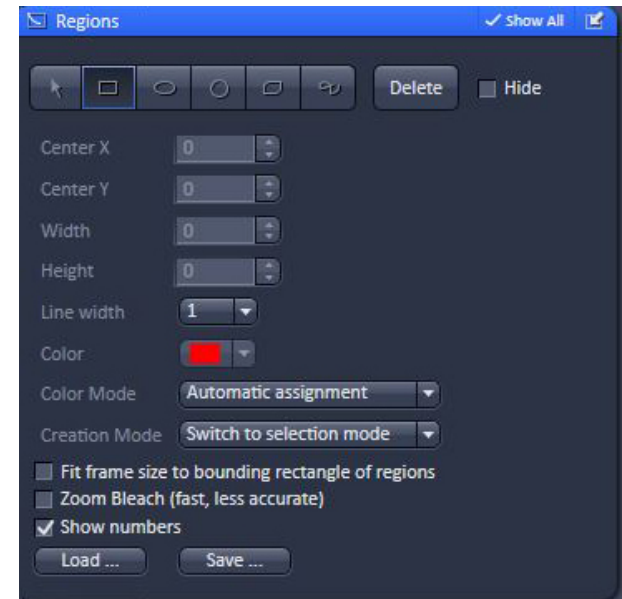 Regions Show All
Delete Hide
Center X 0
Center Y 0
Width 0
Height 0
Line width 1
Color
Color Mode Automatic assignment
Creation Mode Switch to selection mode
Fit frame size to bounding rectangle of regions
Zoom Bleach (fast, less accurate)
Show numbers
Load ... Save ...